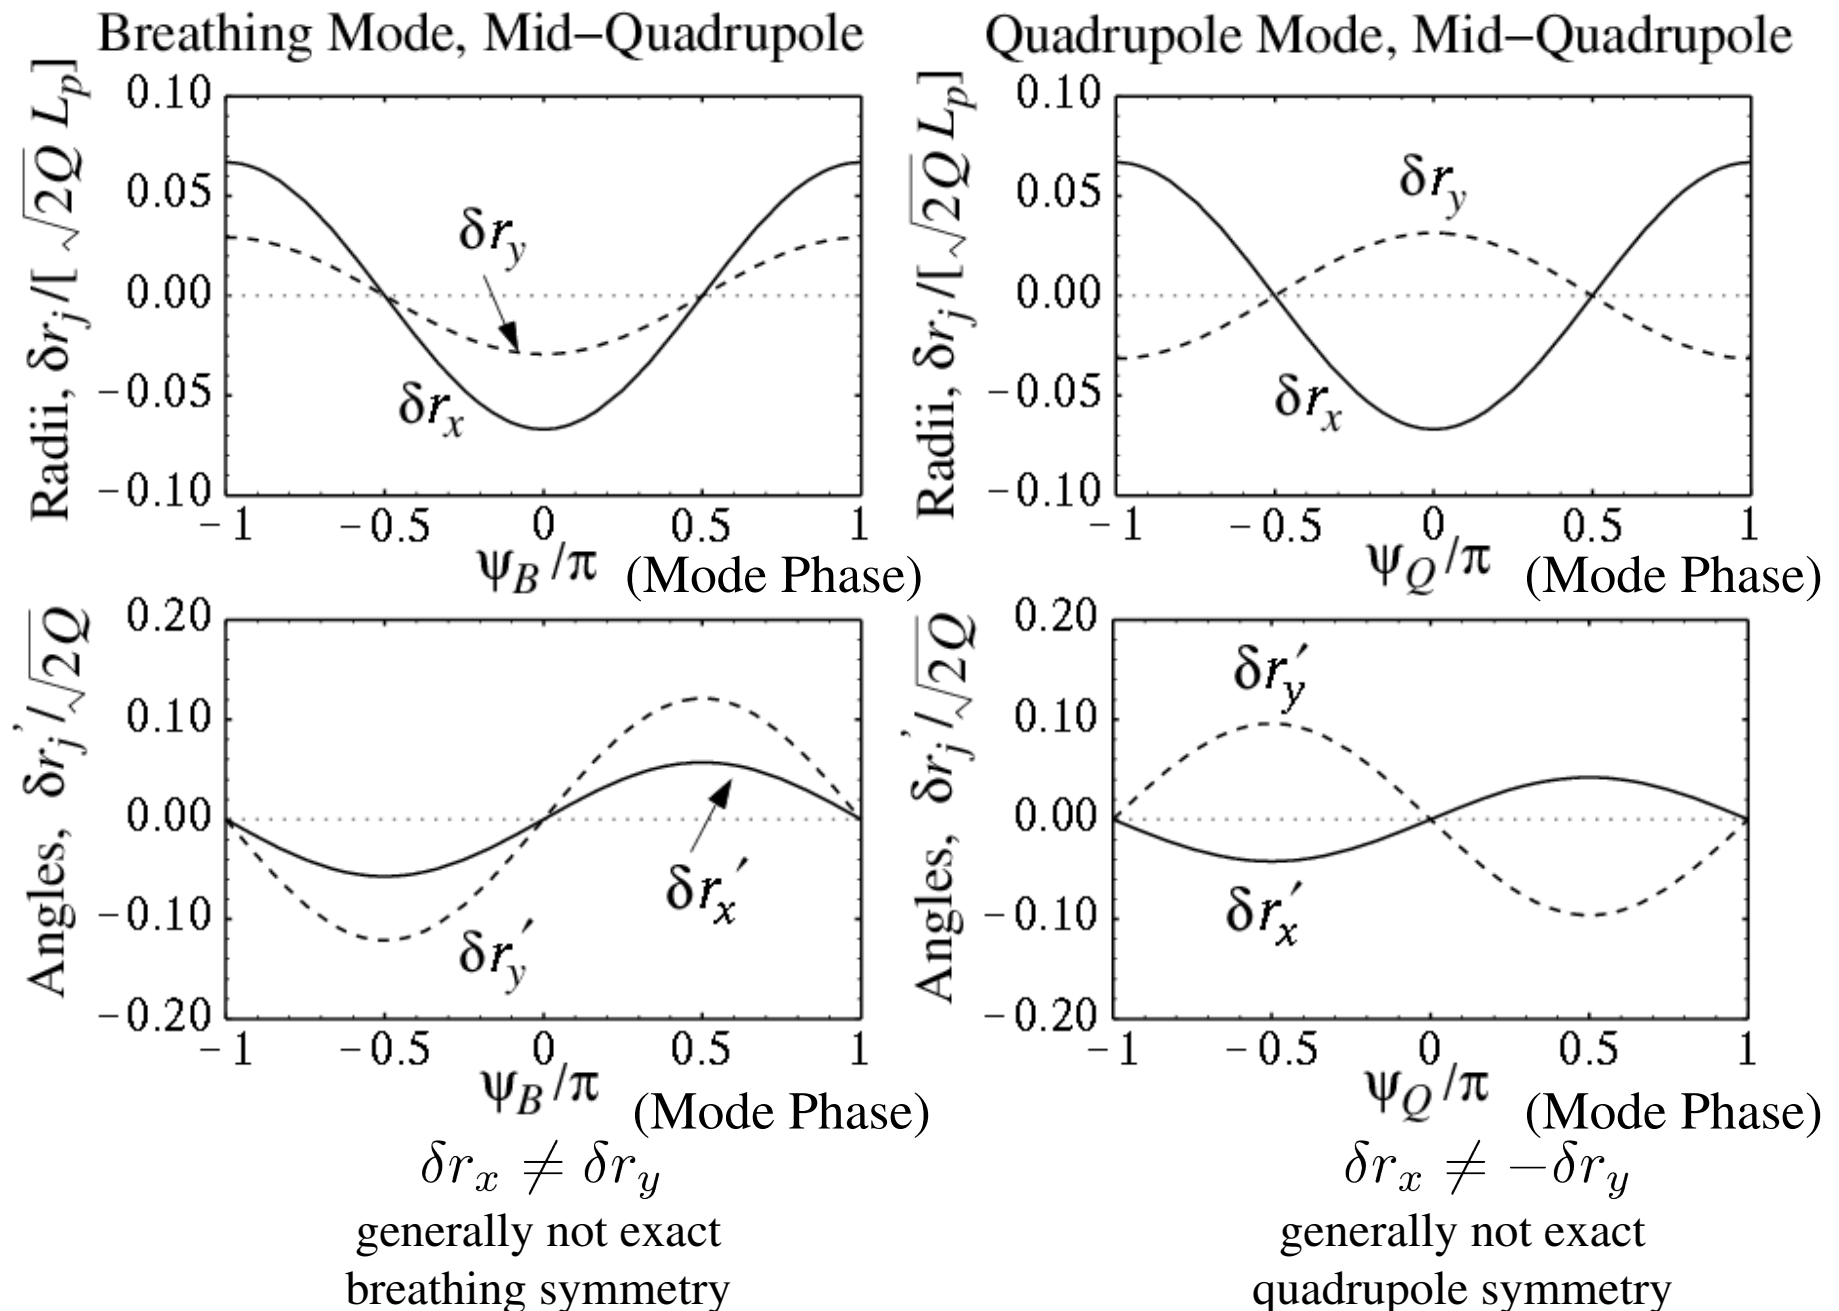 Breathing Mode, Mid−Quadrupole
Radii, δr_j/[√2Q L_p]
0.10
0.05
0.00
−0.05
−0.10
δr_y
δr_x
−1 −0.5 0 0.5 1
ψ_B/π (Mode Phase)
Quadrupole Mode, Mid−Quadrupole
Radii, δr_j/[√2Q L_p]
0.10
0.05
0.00
−0.05
−0.10
δr_y
δr_x
−1 −0.5 0 0.5 1
ψ_Q/π (Mode Phase)
Angles, δr_j'/√2Q
0.20
0.10
0.00
−0.10
−0.20
δr_x'
δr_y'
−1 −0.5 0 0.5 1
ψ_B/π (Mode Phase)
δr_x ≠ δr_y
generally not exact
breathing symmetry
Angles, δr_j'/√2Q
0.20
0.10
0.00
−0.10
−0.20
δr_y'
δr_x'
−1 −0.5 0 0.5 1
ψ_Q/π (Mode Phase)
δr_x ≠ −δr_y
generally not exact
quadrupole symmetry